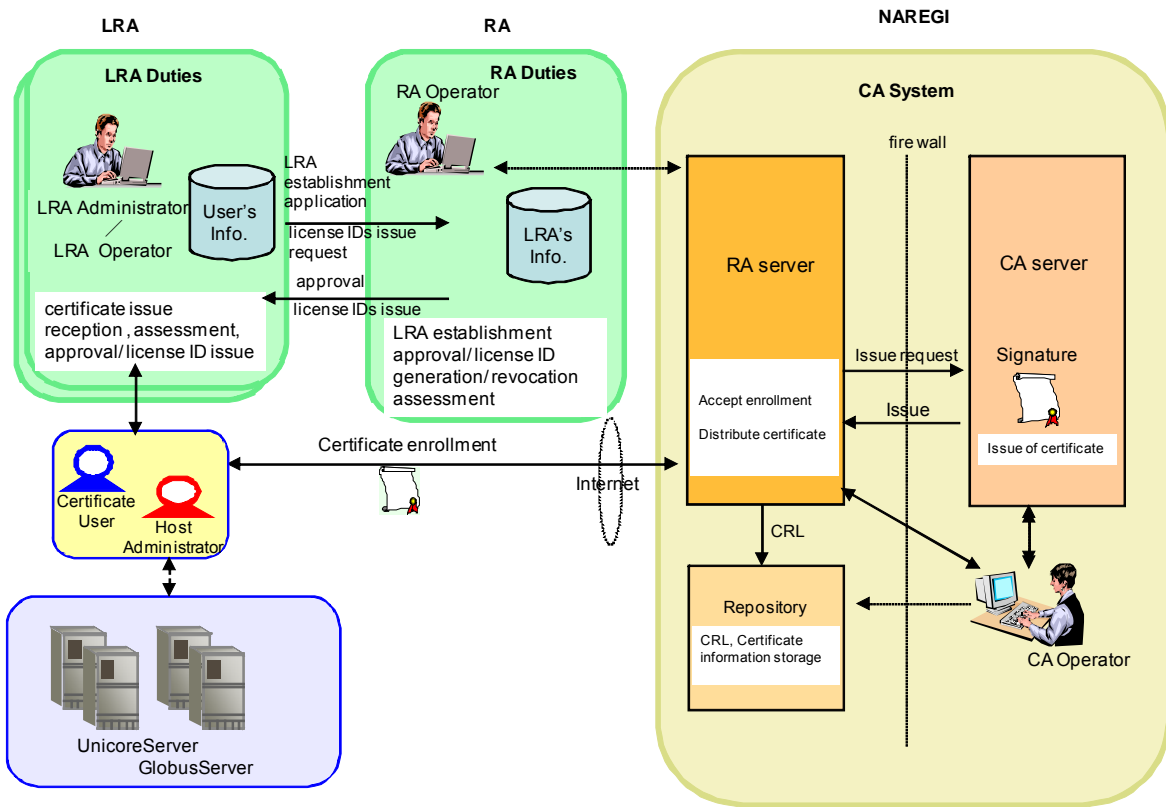 LRA
RA
NAREGI
LRA Duties
LRA Administrator
LRA Operator
User's
Info.
certificate issue
reception , assessment,
approval/ license ID issue
LRA
establishment
application
license IDs issue
request
approval
license IDs issue
RA Duties
RA Operator
LRA's
Info.
LRA establishment
approval/ license ID
generation/ revocation
assessment
CA System
fire wall
RA server
Accept enrollment
Distribute certificate
CA server
Signature
Issue of certificate
Issue request
Issue
Certificate enrollment
Internet
Certificate
User
Host
Administrator
CRL
Repository
CRL, Certificate
information storage
CA Operator
UnicoreServer
GlobusServer